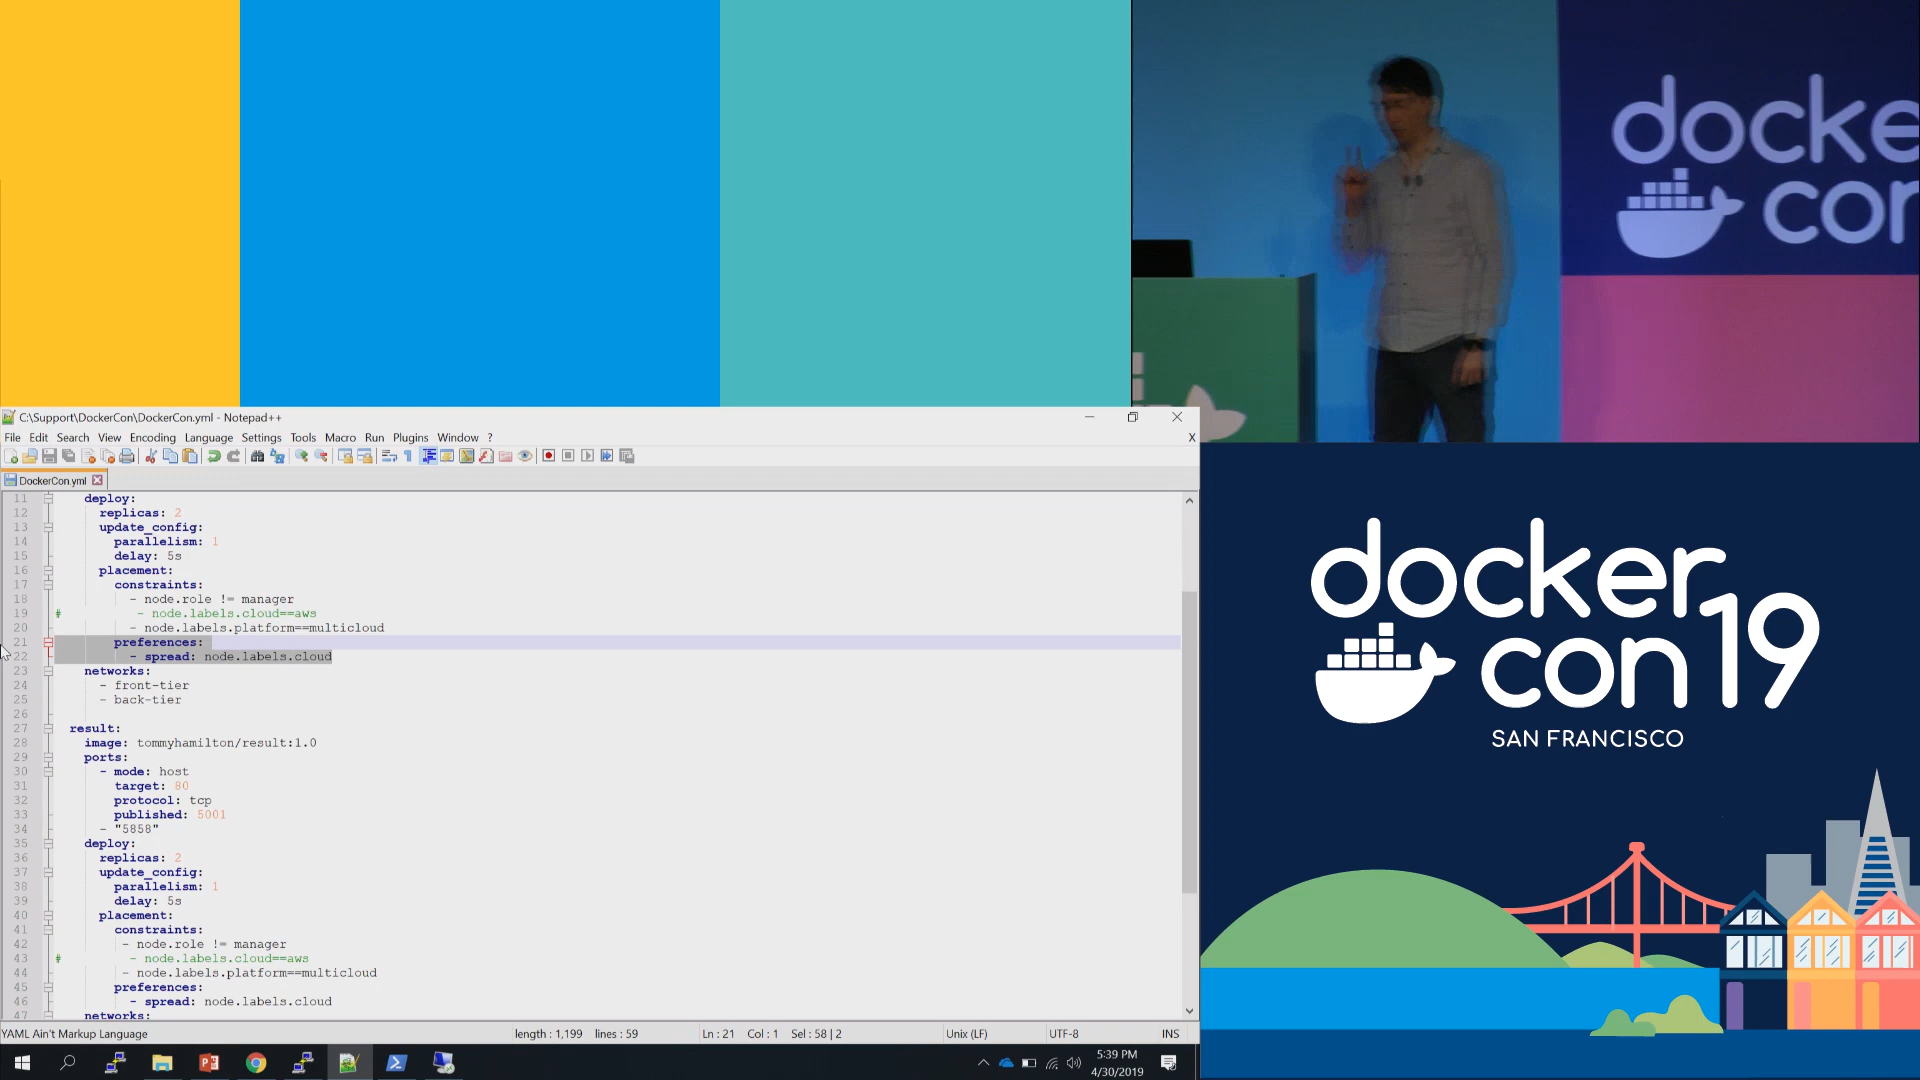 docke
con
C:\Support\DockerCon\DockerCon.yml - Notepad++
File Edit Search View Encoding Language Settings Tools Macro Run Plugins Window ? X
DockerCon.yml
11 deploy:
12 replicas: 2
13 update_config:
14 parallelism: 1
15 delay: 5s
16 placement:
17 constraints:
18 - node.role != manager
19 # - node.labels.cloud==aws
20 - node.labels.platform==multicloud
21 preferences:
22 - spread: node.labels.cloud
23 networks:
24 - front-tier
25 - back-tier
26
27 result:
28 image: tommyhamilton/result:1.0
29 ports:
30 - mode: host
31 target: 80
32 protocol: tcp
33 published: 5001
34 - "5858"
35 deploy:
36 replicas: 2
37 update_config:
38 parallelism: 1
39 delay: 5s
40 placement:
41 constraints:
42 - node.role != manager
43 # - node.labels.cloud==aws
44 - node.labels.platform==multicloud
45 preferences:
46 - spread: node.labels.cloud
47 networks:
YAML Ain't Markup Language length : 1,199 lines : 59 Ln : 21 Col : 1 Sel : 58 | 2 Unix (LF) UTF-8 INS
5:39 PM
4/30/2019
docker
con 19
SAN FRANCISCO